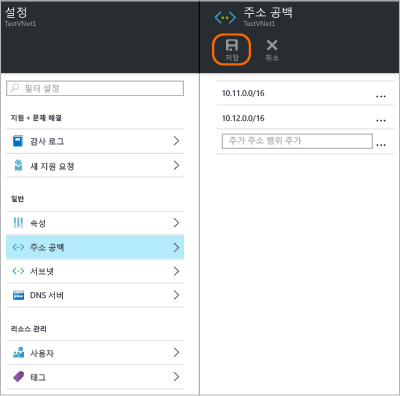 설정
TestVNet1
필터 설정
지원 + 문제 해결
감사 로그
새 지원 요청
일반
속성
주소 공백
서브넷
DNS 서버
리소스 관리
사용자
태그
주소 공백
TestVNet1
저장
취소
10.11.0.0/16
10.12.0.0/16
추가 주소 범위 추가